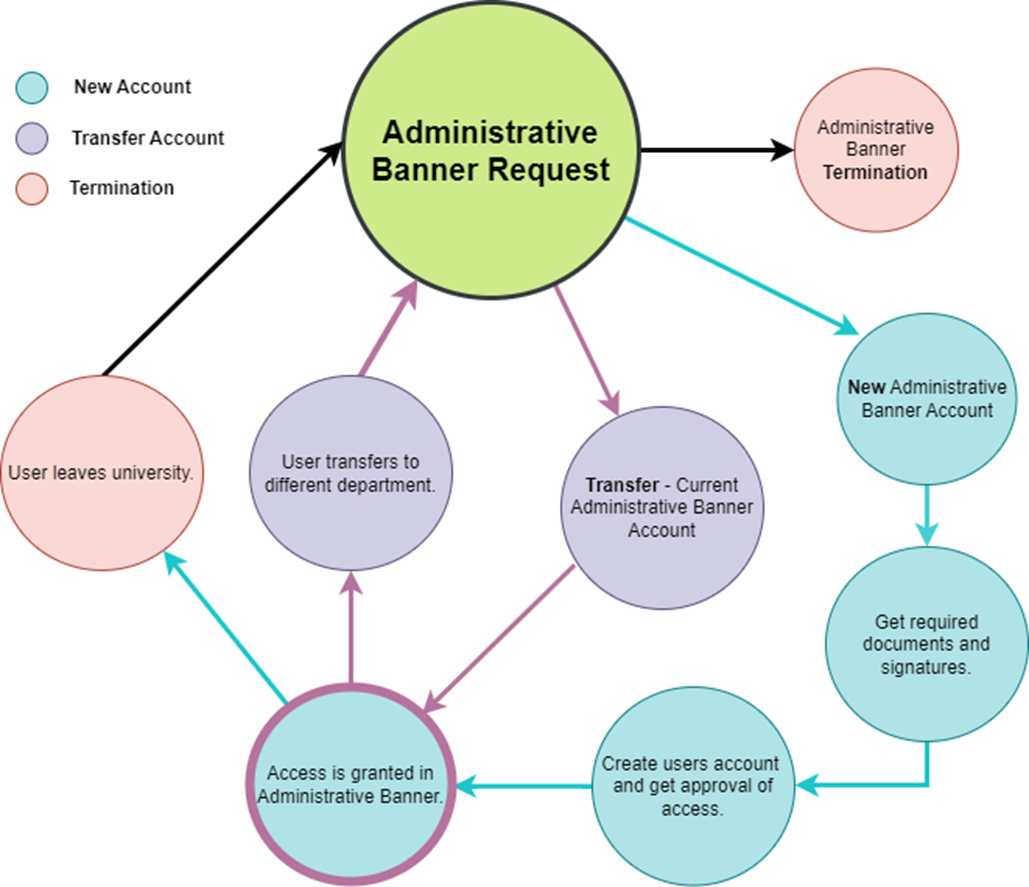 New Account
Transfer Account
Termination
Administrative
Banner Request
Administrative
Banner
Termination
New Administrative
Banner Account
User leaves university.
User transfers to
different department.
Transfer - Current
Administrative Banner
Account
Get required
documents and
signatures.
Create users account
and get approval of
access.
Access is granted in
Administrative Banner.